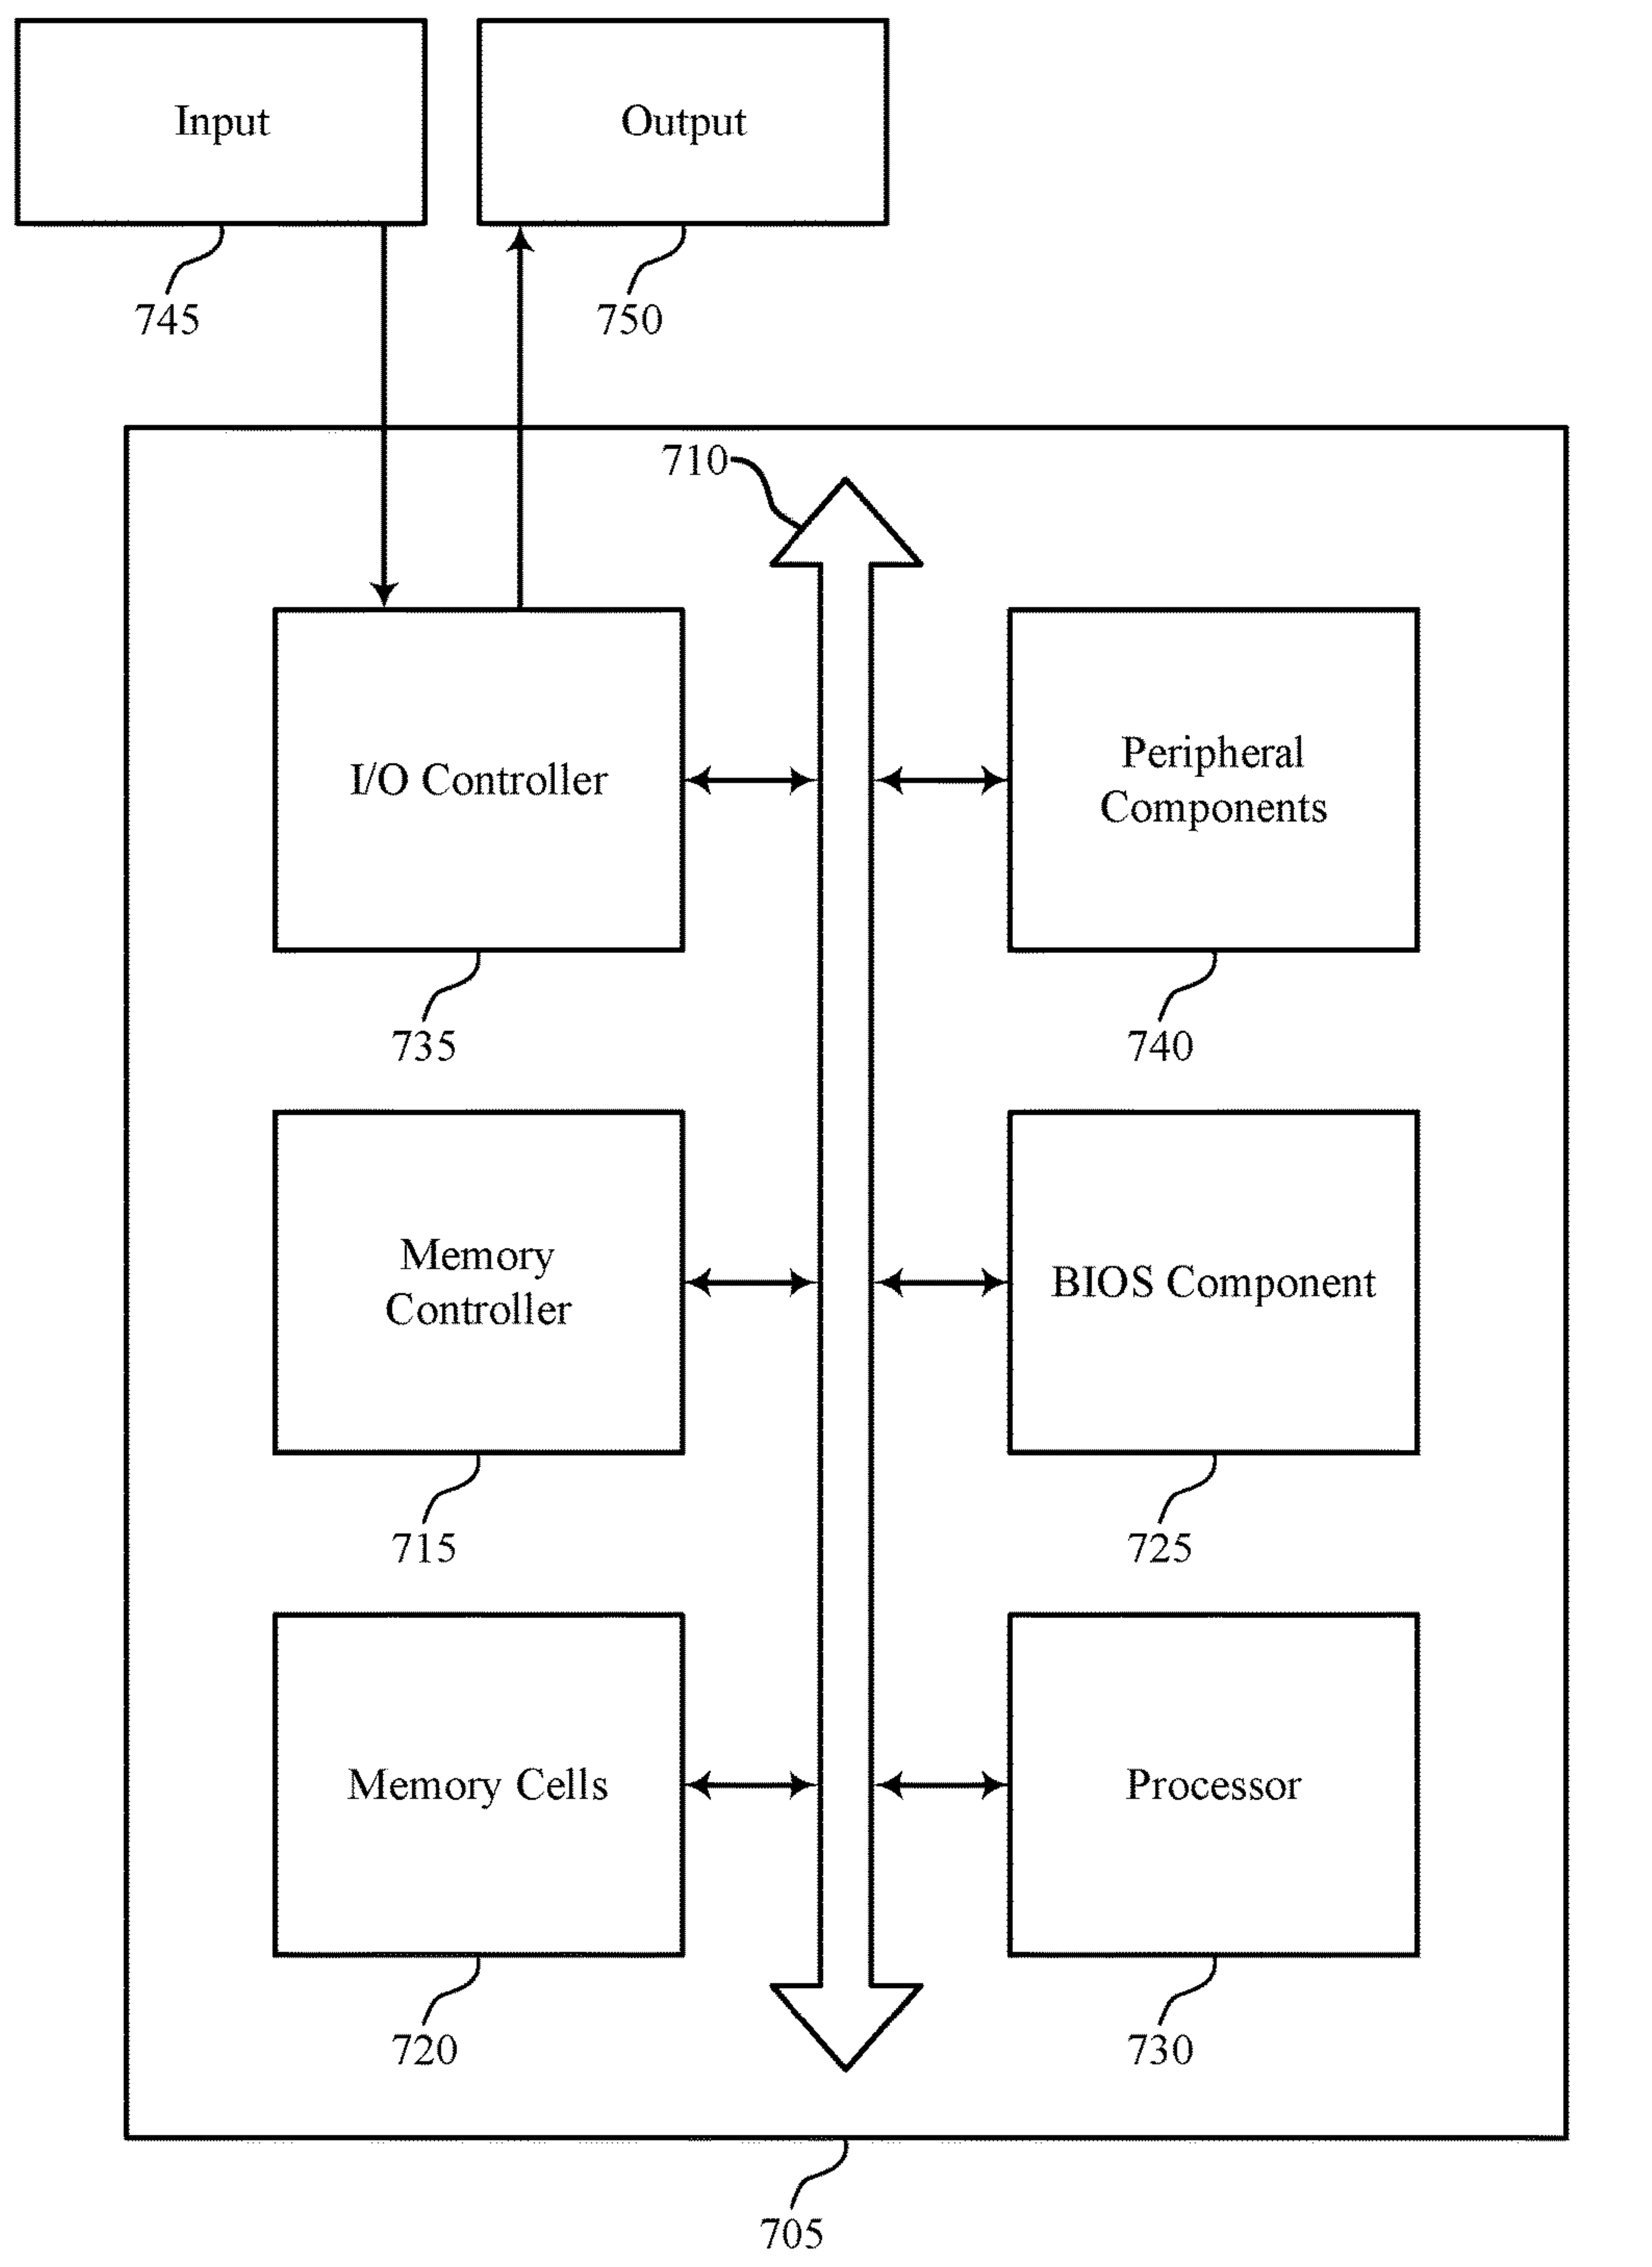 Input
Output
745
750
710
I/O Controller
Peripheral
Components
735
740
Memory
Controller
BIOS Component
715
725
Memory Cells
Processor
720
730
705